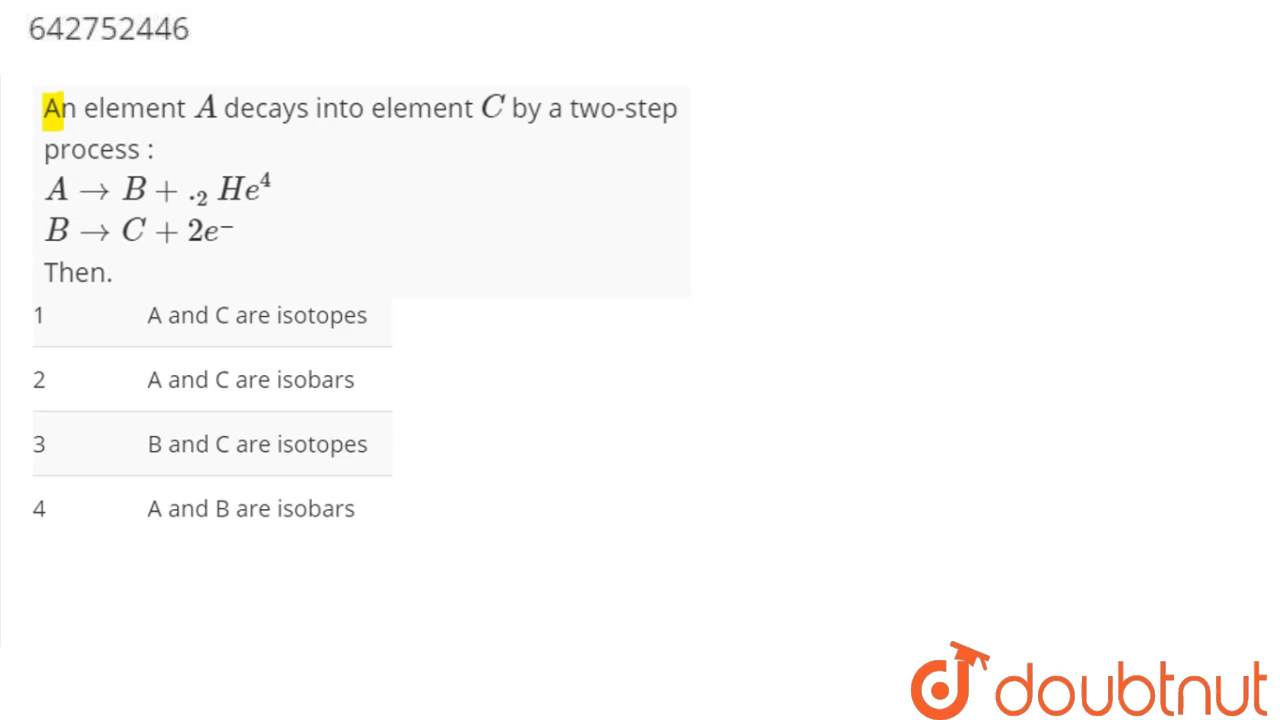 642752446
An element A decays into element C by a two-step
process :
A → B + .₂ He⁴
B → C + 2e⁻
Then.
1 A and C are isotopes
2 A and C are isobars
3 B and C are isotopes
4 A and B are isobars
doubtnut